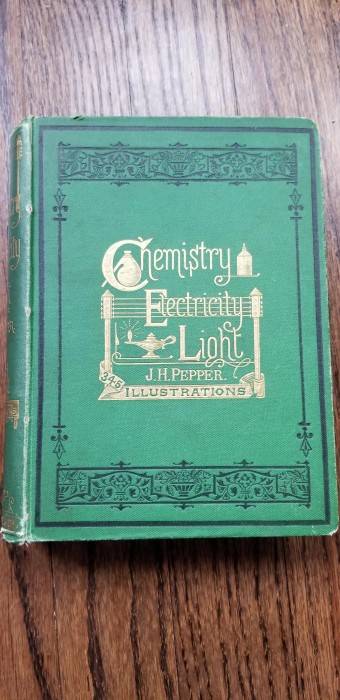 Chemistry
Electricity
Light
J.H. PEPPER.
345
ILLUSTRATIONS